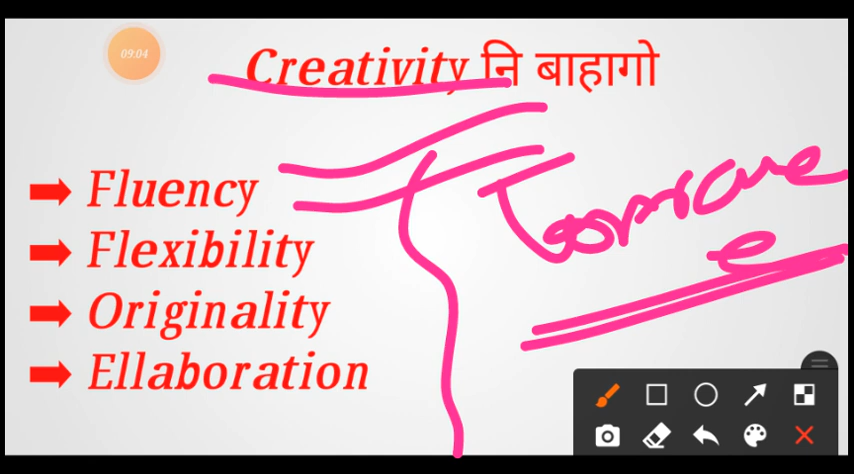 09:04
Creativity नि बाहागो
Fluency
Flexibility
Originality
Ellaboration